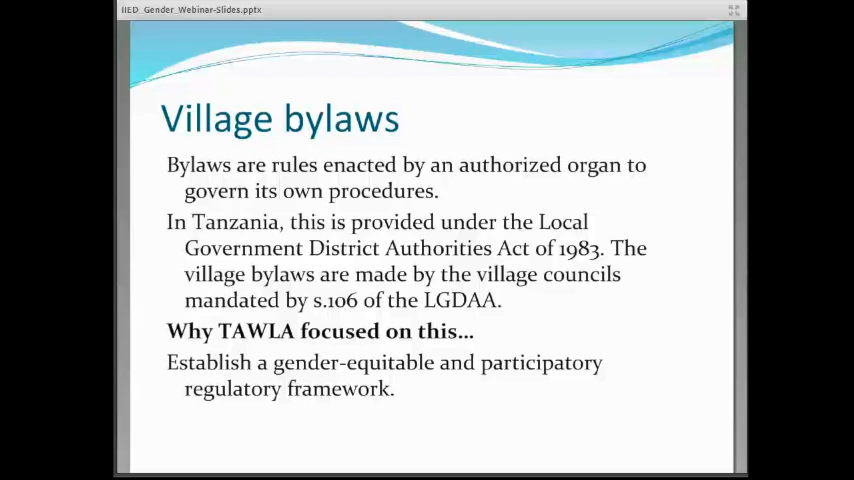 IIED_Gender_Webinar-Slides.pptx
Village bylaws
Bylaws are rules enacted by an authorized organ to
govern its own procedures.
In Tanzania, this is provided under the Local
Government District Authorities Act of 1983. The
village bylaws are made by the village councils
mandated by s.106 of the LGDAA.
Why TAWLA focused on this...
Establish a gender-equitable and participatory
regulatory framework.